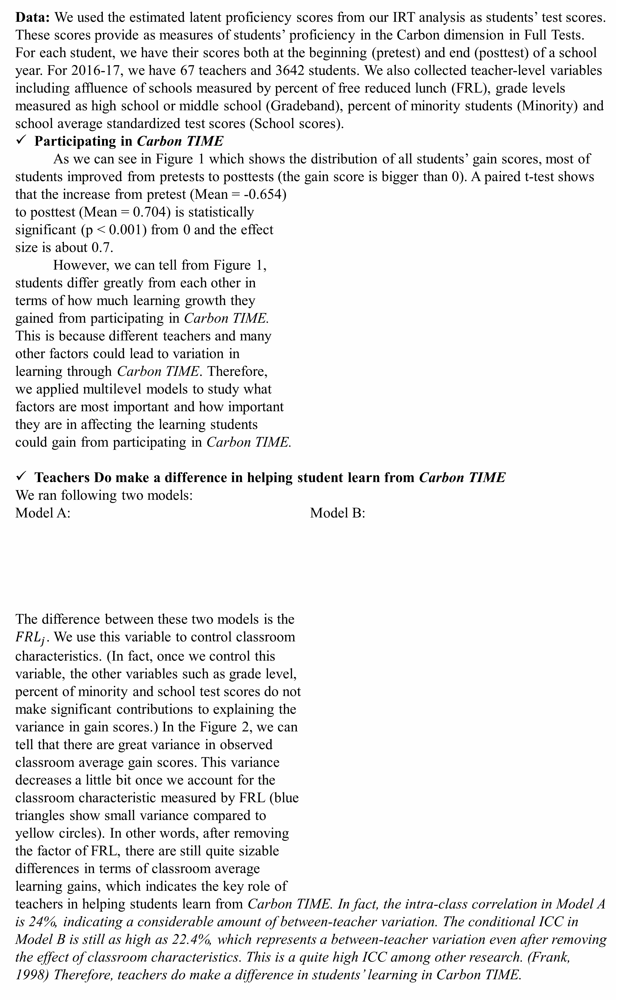 Data: We used the estimated latent proficiency scores from our IRT analysis as students’ test scores.
These scores provide as measures of students’ proficiency in the Carbon dimension in Full Tests.
For each student, we have their scores both at the beginning (pretest) and end (posttest) of a school
year. For 2016-17, we have 67 teachers and 3642 students. We also collected teacher-level variables
including affluence of schools measured by percent of free reduced lunch (FRL), grade levels
measured as high school or middle school (Gradeband), percent of minority students (Minority) and
school average standardized test scores (School scores).
✓ Participating in Carbon TIME
As we can see in Figure 1 which shows the distribution of all students’ gain scores, most of
students improved from pretests to posttests (the gain score is bigger than 0). A paired t-test shows
that the increase from pretest (Mean = -0.654)
to posttest (Mean = 0.704) is statistically
significant (p < 0.001) from 0 and the effect
size is about 0.7.
However, we can tell from Figure 1,
students differ greatly from each other in
terms of how much learning growth they
gained from participating in Carbon TIME.
This is because different teachers and many
other factors could lead to variation in
learning through Carbon TIME. Therefore,
we applied multilevel models to study what
factors are most important and how important
they are in affecting the learning students
could gain from participating in Carbon TIME.
✓ Teachers Do make a difference in helping student learn from Carbon TIME
We ran following two models:
Model A: Model B:
The difference between these two models is the
FRLj. We use this variable to control classroom
characteristics. (In fact, once we control this
variable, the other variables such as grade level,
percent of minority and school test scores do not
make significant contributions to explaining the
variance in gain scores.) In the Figure 2, we can
tell that there are great variance in observed
classroom average gain scores. This variance
decreases a little bit once we account for the
classroom characteristic measured by FRL (blue
triangles show small variance compared to
yellow circles). In other words, after removing
the factor of FRL, there are still quite sizable
differences in terms of classroom average
learning gains, which indicates the key role of
teachers in helping students learn from Carbon TIME. In fact, the intra-class correlation in Model A
is 24%, indicating a considerable amount of between-teacher variation. The conditional ICC in
Model B is still as high as 22.4%, which represents a between-teacher variation even after removing
the effect of classroom characteristics. This is a quite high ICC among other research. (Frank,
1998) Therefore, teachers do make a difference in students’ learning in Carbon TIME.